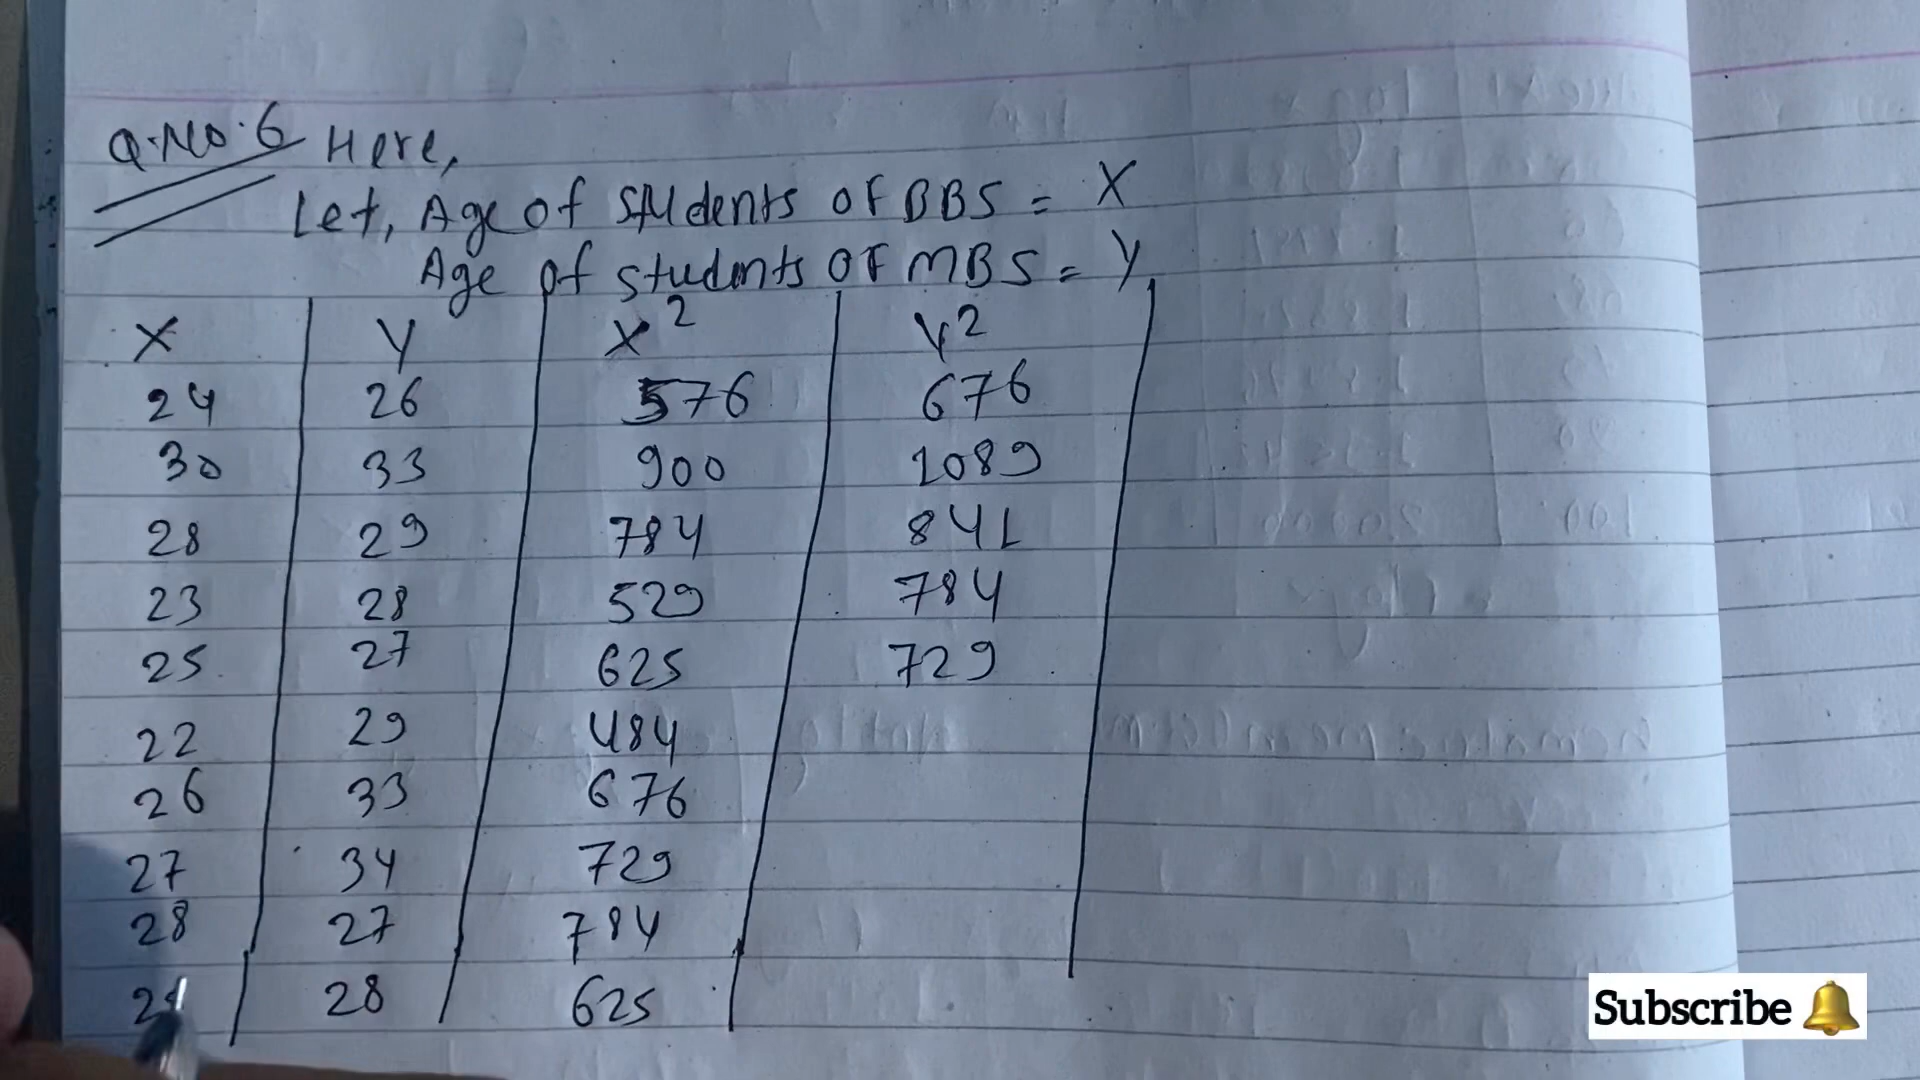 Q.No.6 Here,
Let, Age of students of BBS = X
Age of students of MBS = Y
X Y X² Y²
24 26 576 676
30 33 900 1089
28 29 784 841
23 28 529 784
25 27 625 729
22 29 484
26 33 676
27 34 729
28 27 784
28 625
Subscribe